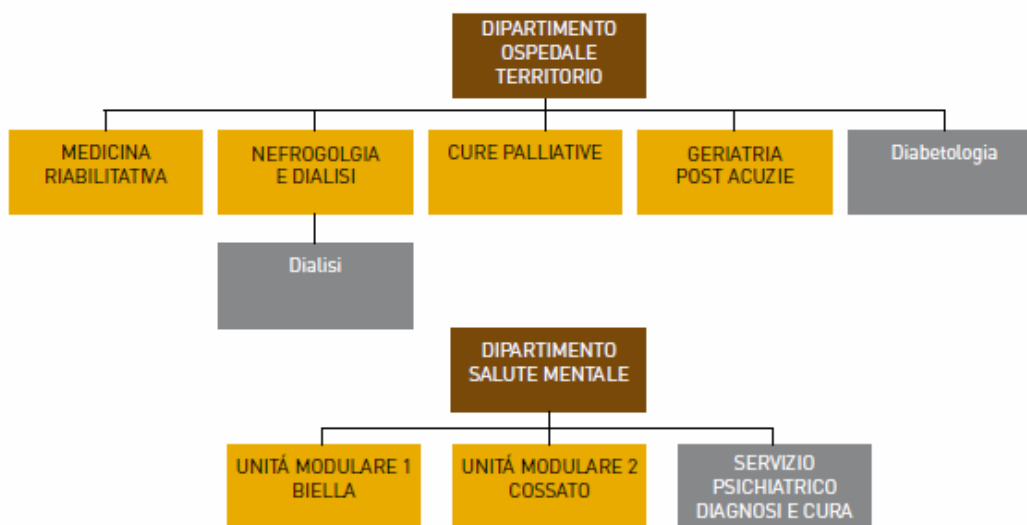 DIPARTIMENTO
OSPEDALE
TERRITORIO
MEDICINA
RIABILITATIVA
NEFROGOLGIA
E DIALISI
CURE PALLIATIVE
GERIATRIA
POST ACUZIE
Diabetologia
Dialisi
DIPARTIMENTO
SALUTE MENTALE
UNITÁ MODULARE 1
BIELLA
UNITÁ MODULARE 2
COSSATO
SERVIZIO
PSICHIATRICO
DIAGNOSI E CURA